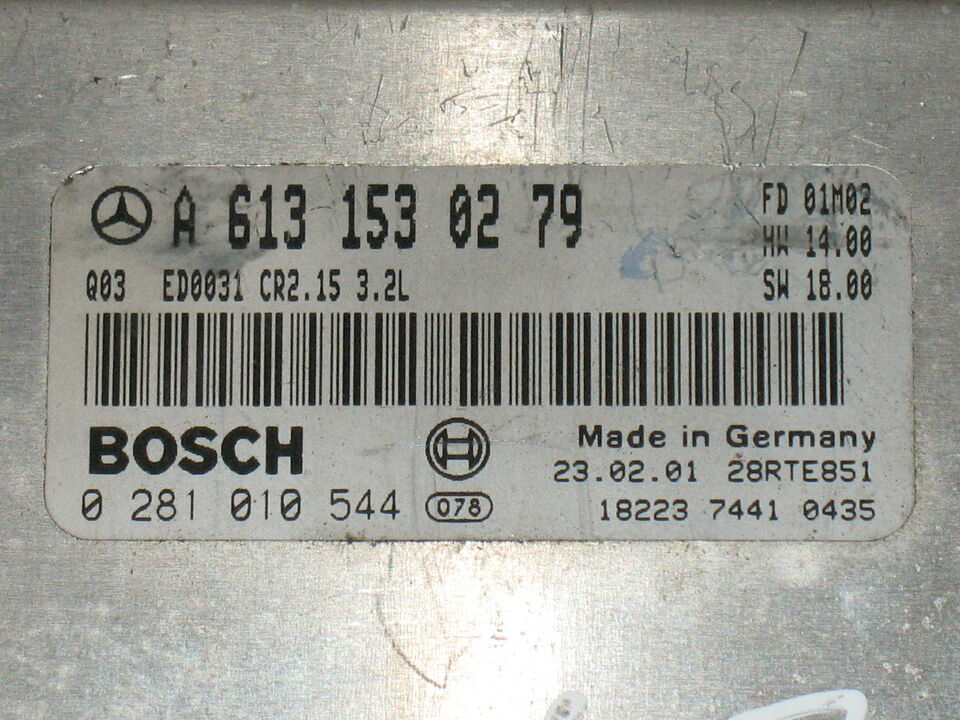 A 613 153 02 79
FD 01M02
HW 14.00
Q03 ED0031 CR2.15 3.2L
SW 18.00
BOSCH
Made in Germany
23.02.01 28RTE851
0 281 010 544 078
18223 7441 0435